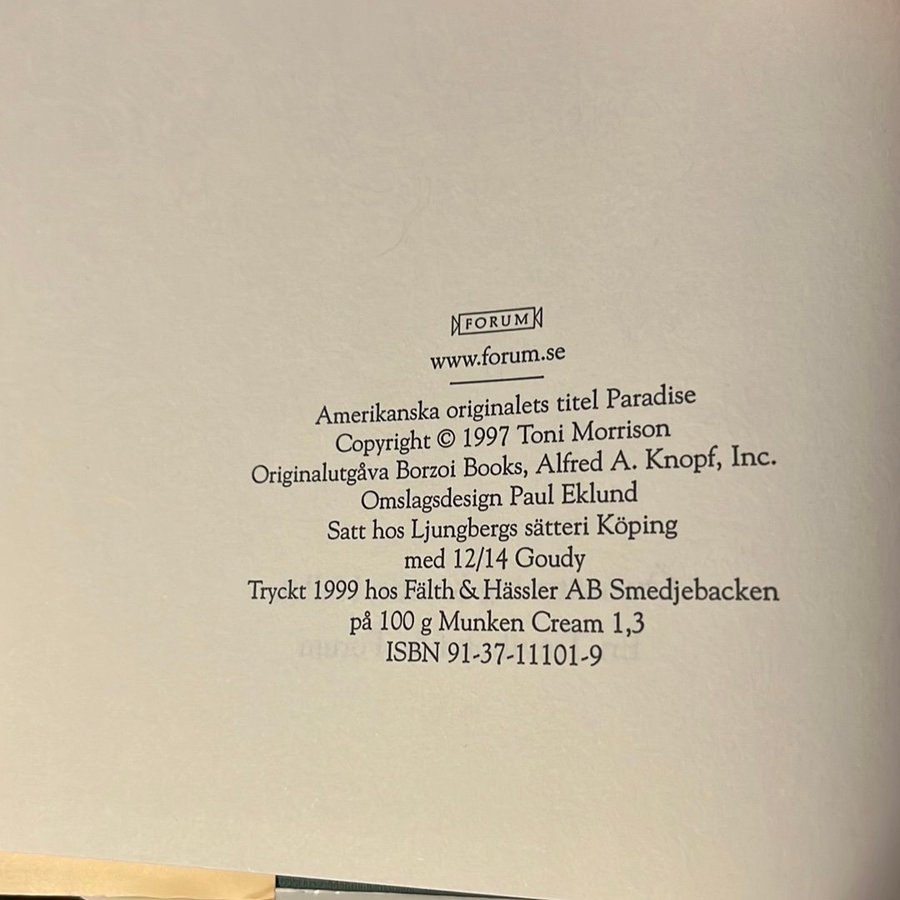 FORUM
www.forum.se
Amerikanska originalets titel Paradise
Copyright © 1997 Toni Morrison
Originalutgåva Borzoi Books, Alfred A. Knopf, Inc.
Omslagsdesign Paul Eklund
Satt hos Ljungbergs sätteri Köping
med 12/14 Goudy
Tryckt 1999 hos Fälth & Hässler AB Smedjebacken
på 100 g Munken Cream 1,3
ISBN 91-37-11101-9